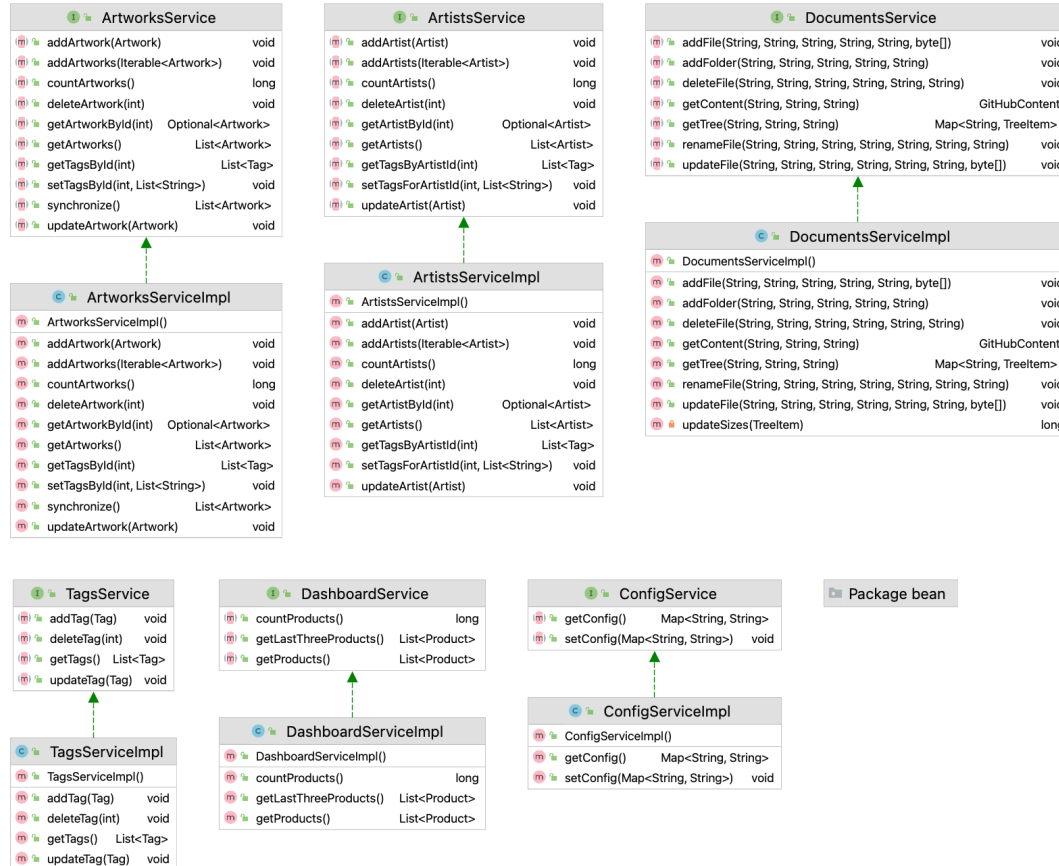 ArtworksService
addArtwork(Artwork) void
addArtworks(Iterable<Artwork>) void
countArtworks() long
deleteArtwork(int) void
getArtworkById(int) Optional<Artwork>
getArtworks() List<Artwork>
getTagsById(int) List<Tag>
setTagsById(int, List<String>) void
synchronize() List<Artwork>
updateArtwork(Artwork) void
ArtworksServiceImpl
ArtworksServiceImpl()
addArtwork(Artwork) void
addArtworks(Iterable<Artwork>) void
countArtworks() long
deleteArtwork(int) void
getArtworkById(int) Optional<Artwork>
getArtworks() List<Artwork>
getTagsById(int) List<Tag>
setTagsById(int, List<String>) void
synchronize() List<Artwork>
updateArtwork(Artwork) void
ArtistsService
addArtist(Artist) void
addArtists(Iterable<Artist>) void
countArtists() long
deleteArtist(int) void
getArtistById(int) Optional<Artist>
getArtists() List<Artist>
getTagsByArtistId(int) List<Tag>
setTagsForArtistId(int, List<String>) void
updateArtist(Artist) void
ArtistsServiceImpl
ArtistsServiceImpl()
addArtist(Artist) void
addArtists(Iterable<Artist>) void
countArtists() long
deleteArtist(int) void
getArtistById(int) Optional<Artist>
getArtists() List<Artist>
getTagsByArtistId(int) List<Tag>
setTagsForArtistId(int, List<String>) void
updateArtist(Artist) void
DocumentsService
addFile(String, String, String, String, String, byte[]) void
addFolder(String, String, String, String, String) void
deleteFile(String, String, String, String, String, String) void
getContent(String, String, String) GitHubContent
getTree(String, String, String) Map<String, TreeItem>
renameFile(String, String, String, String, String, String, String) void
updateFile(String, String, String, String, String, String, byte[]) void
DocumentsServiceImpl
DocumentsServiceImpl()
addFile(String, String, String, String, String, byte[]) void
addFolder(String, String, String, String, String) void
deleteFile(String, String, String, String, String, String) void
getContent(String, String, String) GitHubContent
getTree(String, String, String) Map<String, TreeItem>
renameFile(String, String, String, String, String, String, String) void
updateFile(String, String, String, String, String, String, byte[]) void
updateSizes(TreeItem) long
TagsService
addTag(Tag) void
deleteTag(int) void
getTags() List<Tag>
updateTag(Tag) void
TagsServiceImpl
TagsServiceImpl()
addTag(Tag) void
deleteTag(int) void
getTags() List<Tag>
updateTag(Tag) void
DashboardService
countProducts() long
getLastThreeProducts() List<Product>
getProducts() List<Product>
DashboardServiceImpl
DashboardServiceImpl()
countProducts() long
getLastThreeProducts() List<Product>
getProducts() List<Product>
ConfigService
getConfig() Map<String, String>
setConfig(Map<String, String>) void
ConfigServiceImpl
ConfigServiceImpl()
getConfig() Map<String, String>
setConfig(Map<String, String>) void
Package bean